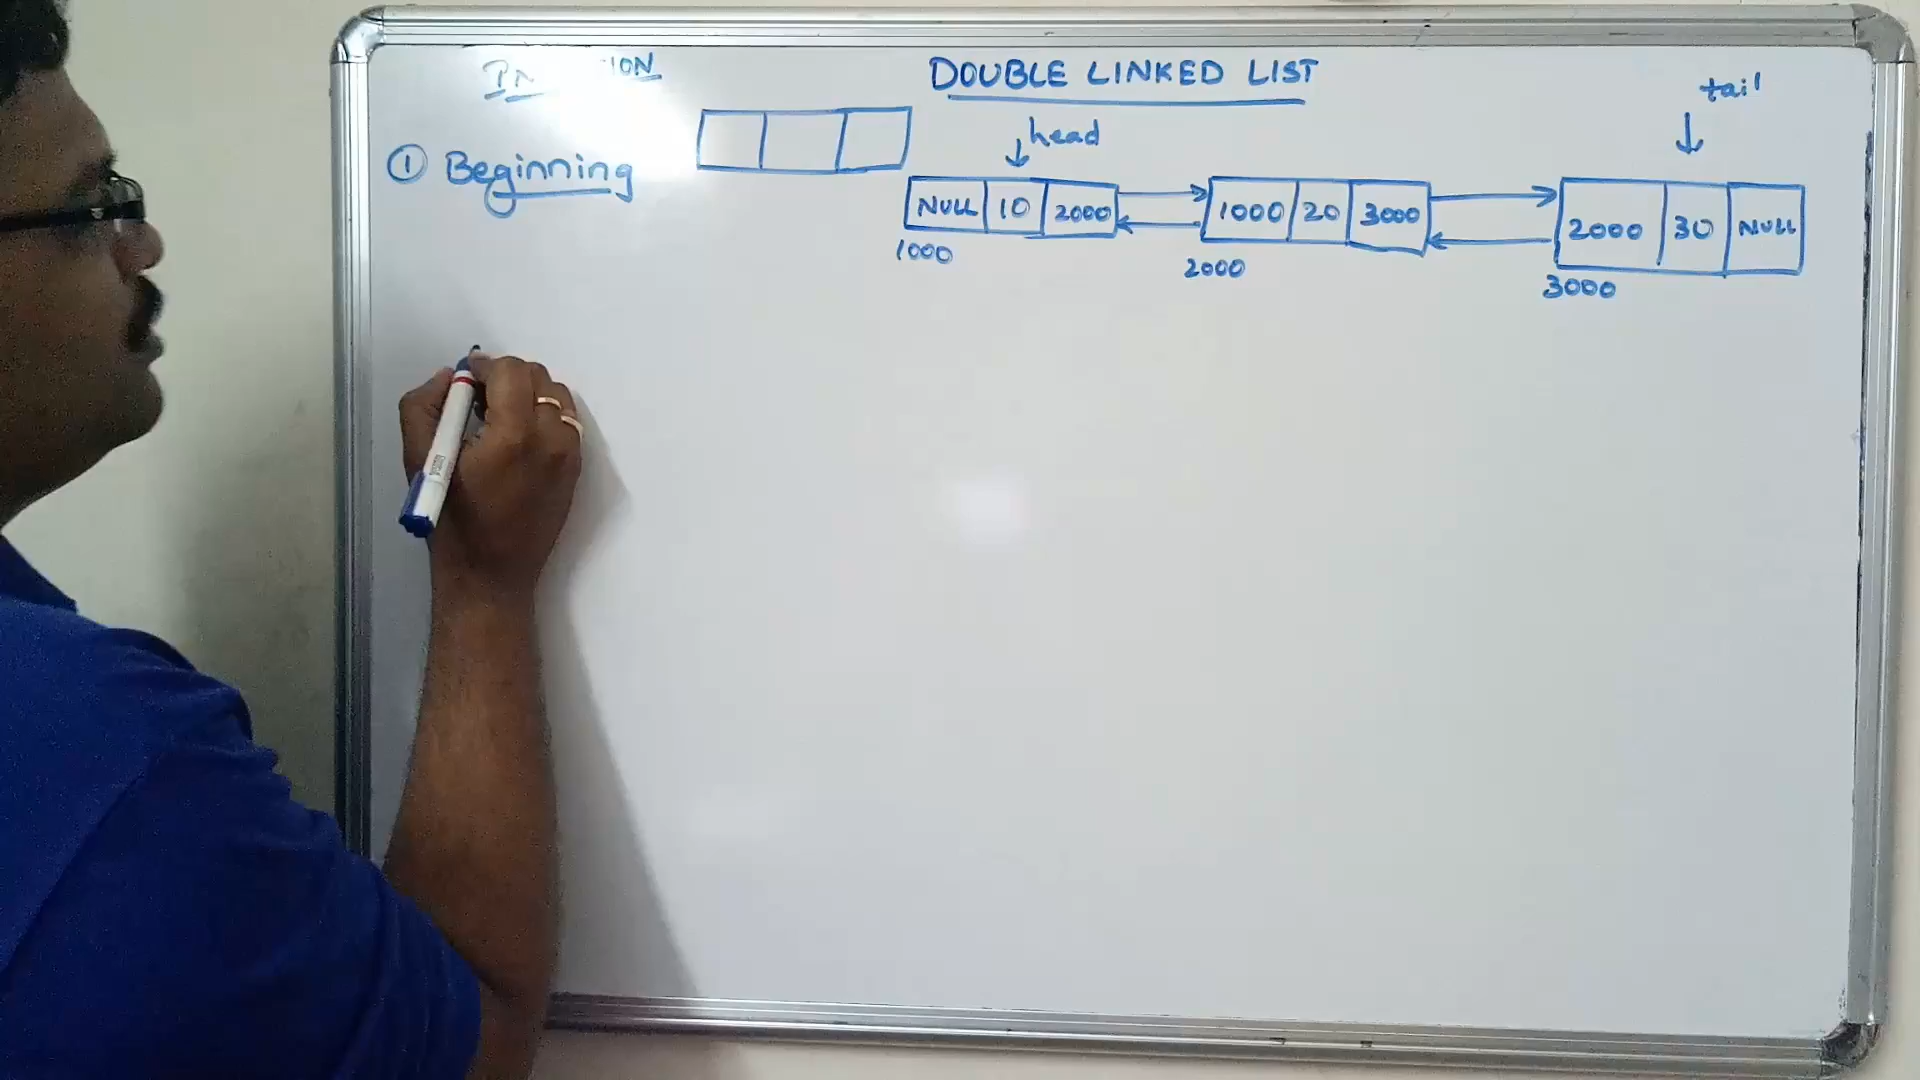 DOUBLE LINKED LIST
tail
head
① Beginning
NULL 10 2000
1000 20 3000
2000 30 NULL
1000
2000
3000